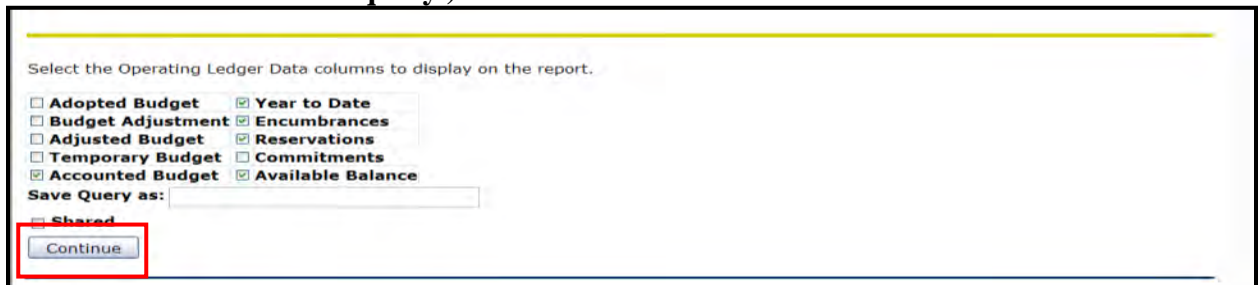 Select the Operating Ledger Data columns to display on the report.
Adopted Budget Year to Date
Budget Adjustment Encumbrances
Adjusted Budget Reservations
Temporary Budget Commitments
Accounted Budget Available Balance
Save Query as:
Shared
Continue